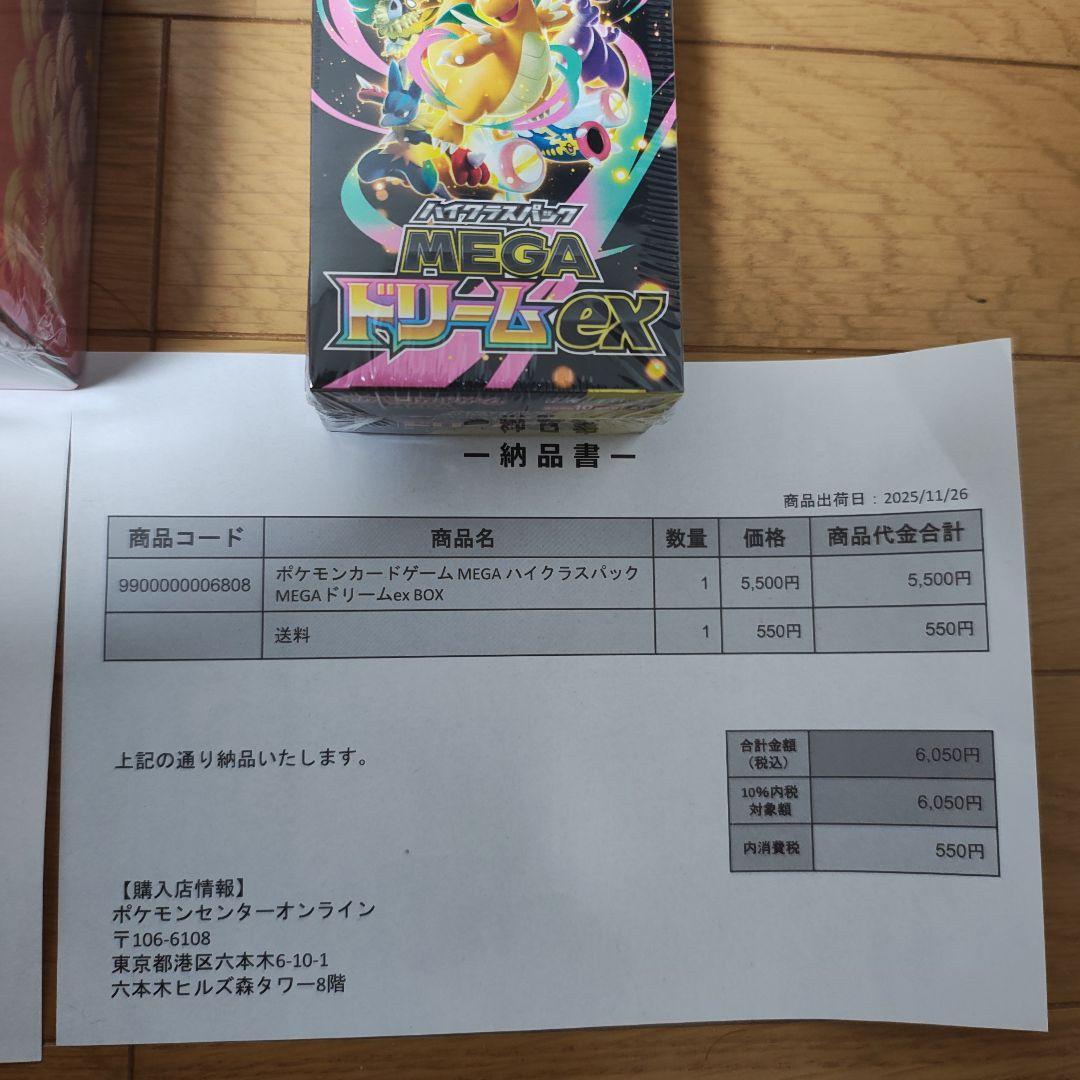 ハイクラスパック
MEGA
ドリームex
ー納品書ー
商品出荷日：2025/11/26
商品コード 商品名 数量 価格 商品代金合計
9900000006808 ポケモンカードゲーム MEGA ハイクラスパック MEGAドリームex BOX 1 5,500円 5,500円
送料 1 550円 550円
上記の通り納品いたします。
合計金額（税込） 6,050円
10%内税対象額 6,050円
内消費税 550円
【購入店情報】
ポケモンセンターオンライン
〒106-6108
東京都港区六本木6-10-1
六本木ヒルズ森タワー8階